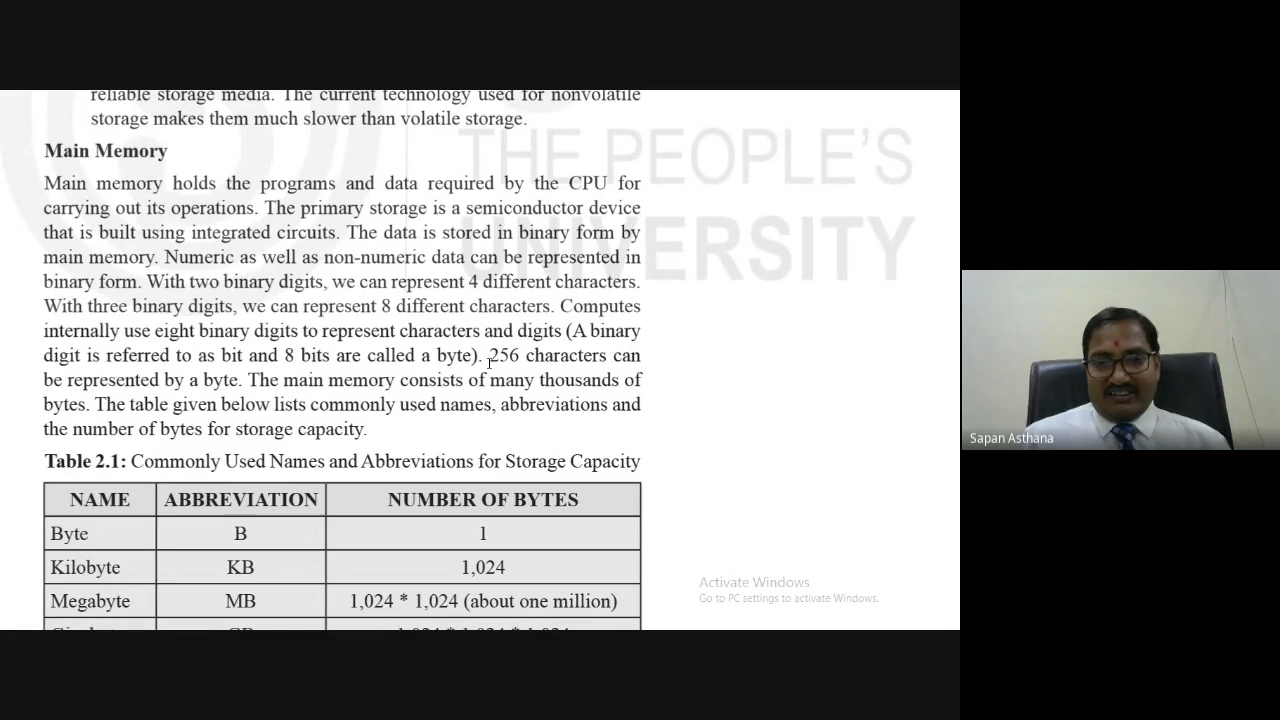 reliable storage media. The current technology used for nonvolatile
storage makes them much slower than volatile storage.
THE PEOPLE'S
UNIVERSITY
Main Memory
Main memory holds the programs and data required by the CPU for
carrying out its operations. The primary storage is a semiconductor device
that is built using integrated circuits. The data is stored in binary form by
main memory. Numeric as well as non-numeric data can be represented in
binary form. With two binary digits, we can represent 4 different characters.
With three binary digits, we can represent 8 different characters. Computes
internally use eight binary digits to represent characters and digits (A binary
digit is referred to as bit and 8 bits are called a byte). 256 characters can
be represented by a byte. The main memory consists of many thousands of
bytes. The table given below lists commonly used names, abbreviations and
the number of bytes for storage capacity.
Table 2.1: Commonly Used Names and Abbreviations for Storage Capacity
NAME ABBREVIATION NUMBER OF BYTES
Byte B 1
Kilobyte KB 1,024
Megabyte MB 1,024 * 1,024 (about one million)
Activate Windows
Go to PC settings to activate Windows.
Sapan Asthana